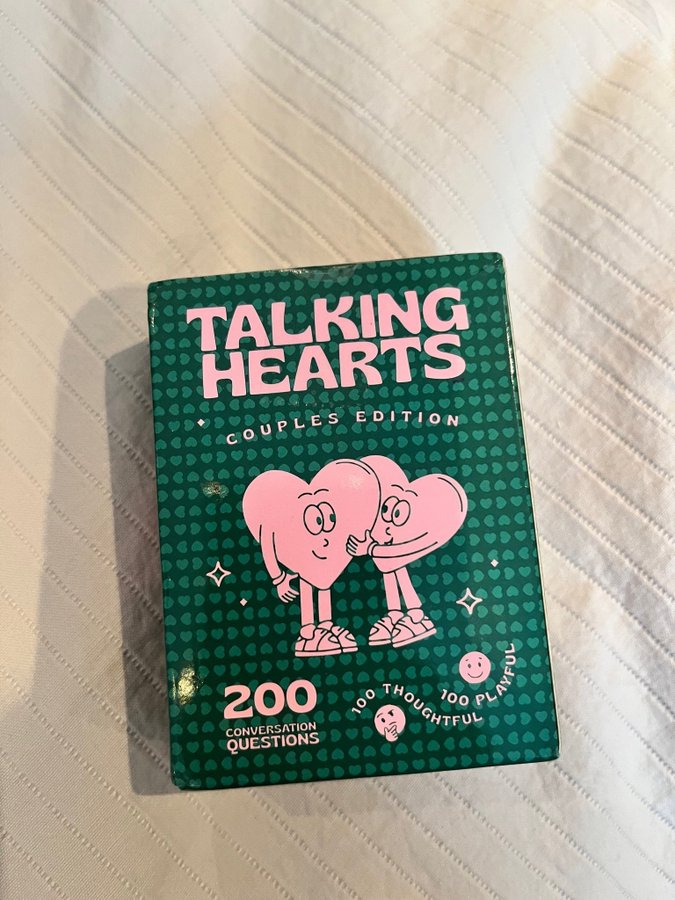 TALKING
HEARTS
COUPLES EDITION
200
CONVERSATION
QUESTIONS
100 THOUGHTFUL
100 PLAYFUL